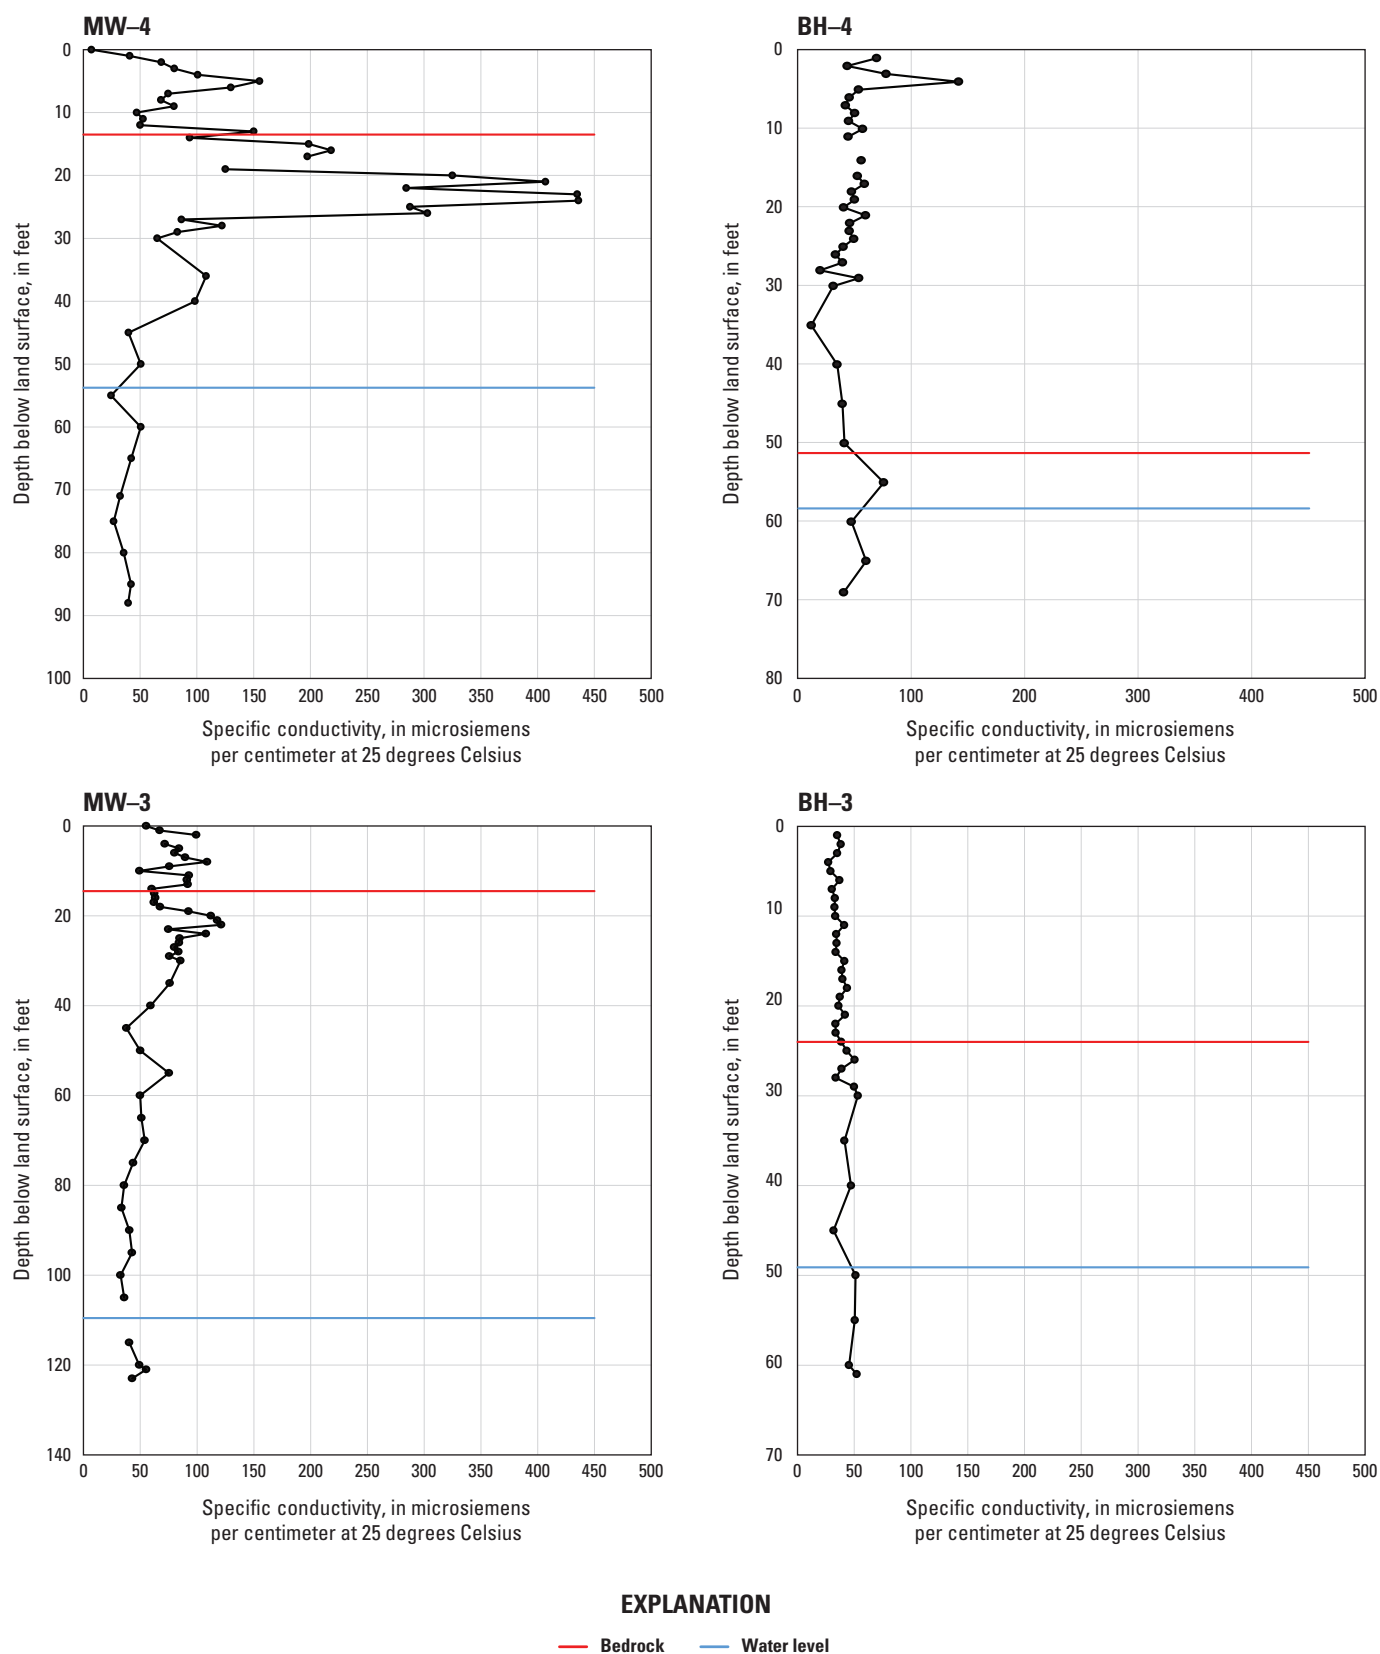 MW–4
0
10
20
30
40
50
60
70
80
90
100
Depth below land surface, in feet
0 50 100 150 200 250 300 350 400 450 500
Specific conductivity, in microsiemens
per centimeter at 25 degrees Celsius
BH–4
0
10
20
30
40
50
60
70
80
Depth below land surface, in feet
0 100 200 300 400 500
Specific conductivity, in microsiemens
per centimeter at 25 degrees Celsius
MW–3
0
20
40
60
80
100
120
140
Depth below land surface, in feet
0 50 100 150 200 250 300 350 400 450 500
Specific conductivity, in microsiemens
per centimeter at 25 degrees Celsius
BH–3
0
10
20
30
40
50
60
70
Depth below land surface, in feet
0 50 100 150 200 250 300 350 400 450 500
Specific conductivity, in microsiemens
per centimeter at 25 degrees Celsius
EXPLANATION
Bedrock Water level